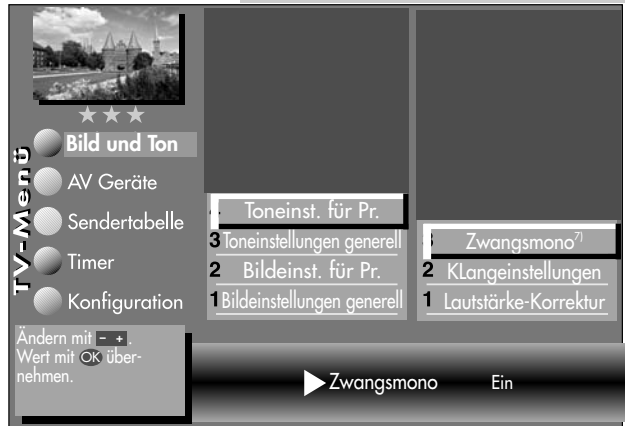 TV-Menü
Bild und Ton
AV Geräte
Sendertabelle
Timer
Konfiguration
Toneinst. für Pr.
3 Toneinstellungen generell
2 Bildeinst. für Pr.
1 Bildeinstellungen generell
3 Zwangsmono7)
2 KLangeinstellungen
1 Lautstärke-Korrektur
Ändern mit - + .
Wert mit OK über-
nehmen.
Zwangsmono Ein